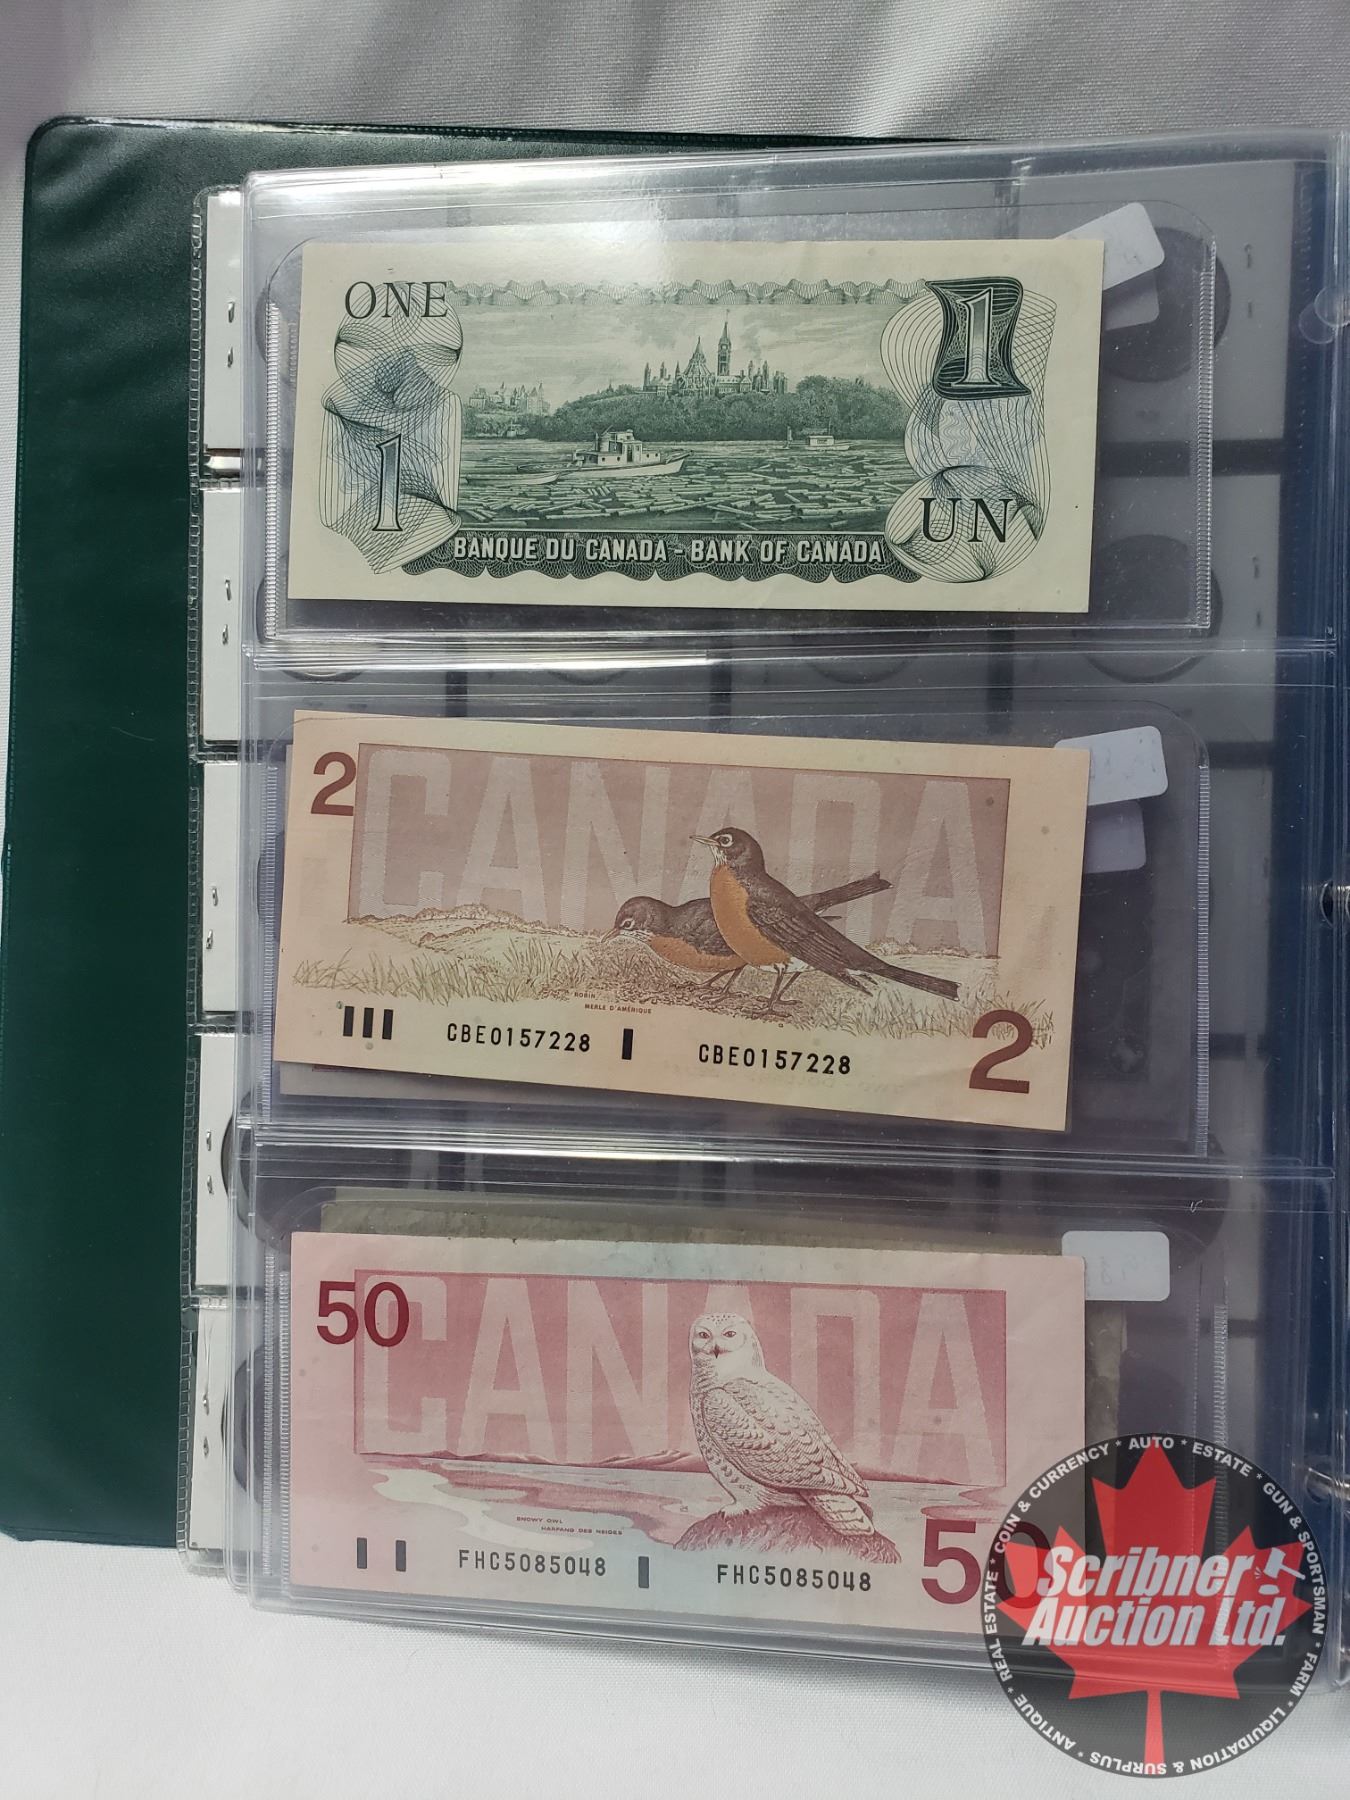 ONE
1
1
UN
BANQUE DU CANADA - BANK OF CANADA
2
CANADA
ROBIN
MERLE D'AMÉRIQUE
CBE0157228
CBE0157228
2
50
CANADA
SNOWY OWL
HARFANG DES NEIGES
FHC5085048
FHC5085048
50
COIN & CURRENCY * AUTO * ESTATE * GUN & SPORTSMAN * FARM * LIQUIDATION & SURPLUS * ANTIQUE * REAL ESTATE *
Scribner
Auction Ltd.